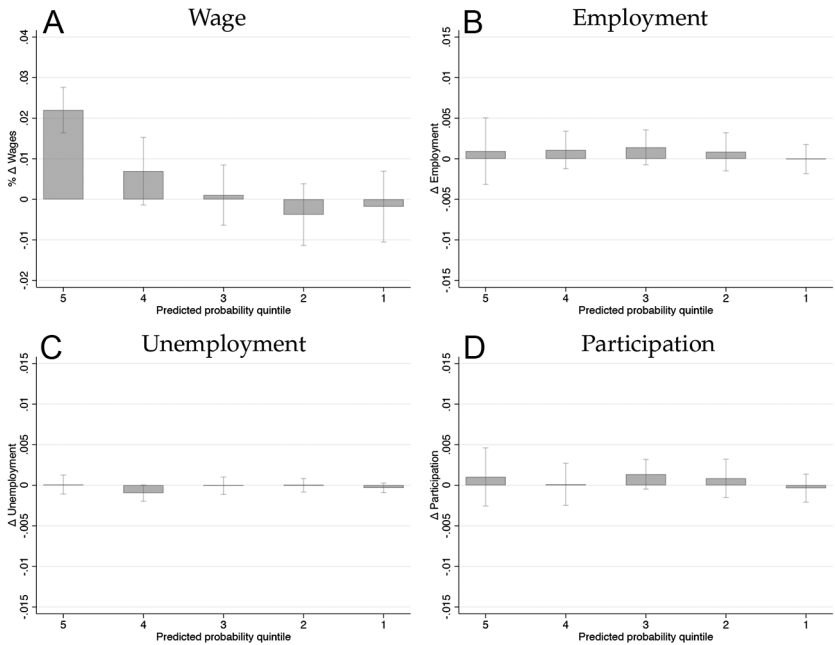 A Wage
% Δ Wages
.04
.03
.02
.01
0
-.01
-.02
5 4 3 2 1
Predicted probability quintile
B Employment
Δ Employment
.015
.01
.005
0
-.005
-.01
-.015
5 4 3 2 1
Predicted probability quintile
C Unemployment
Δ Unemployment
.015
.01
.005
0
-.005
-.01
-.015
5 4 3 2 1
Predicted probability quintile
D Participation
Δ Participation
.015
.01
.005
0
-.005
-.01
-.015
5 4 3 2 1
Predicted probability quintile